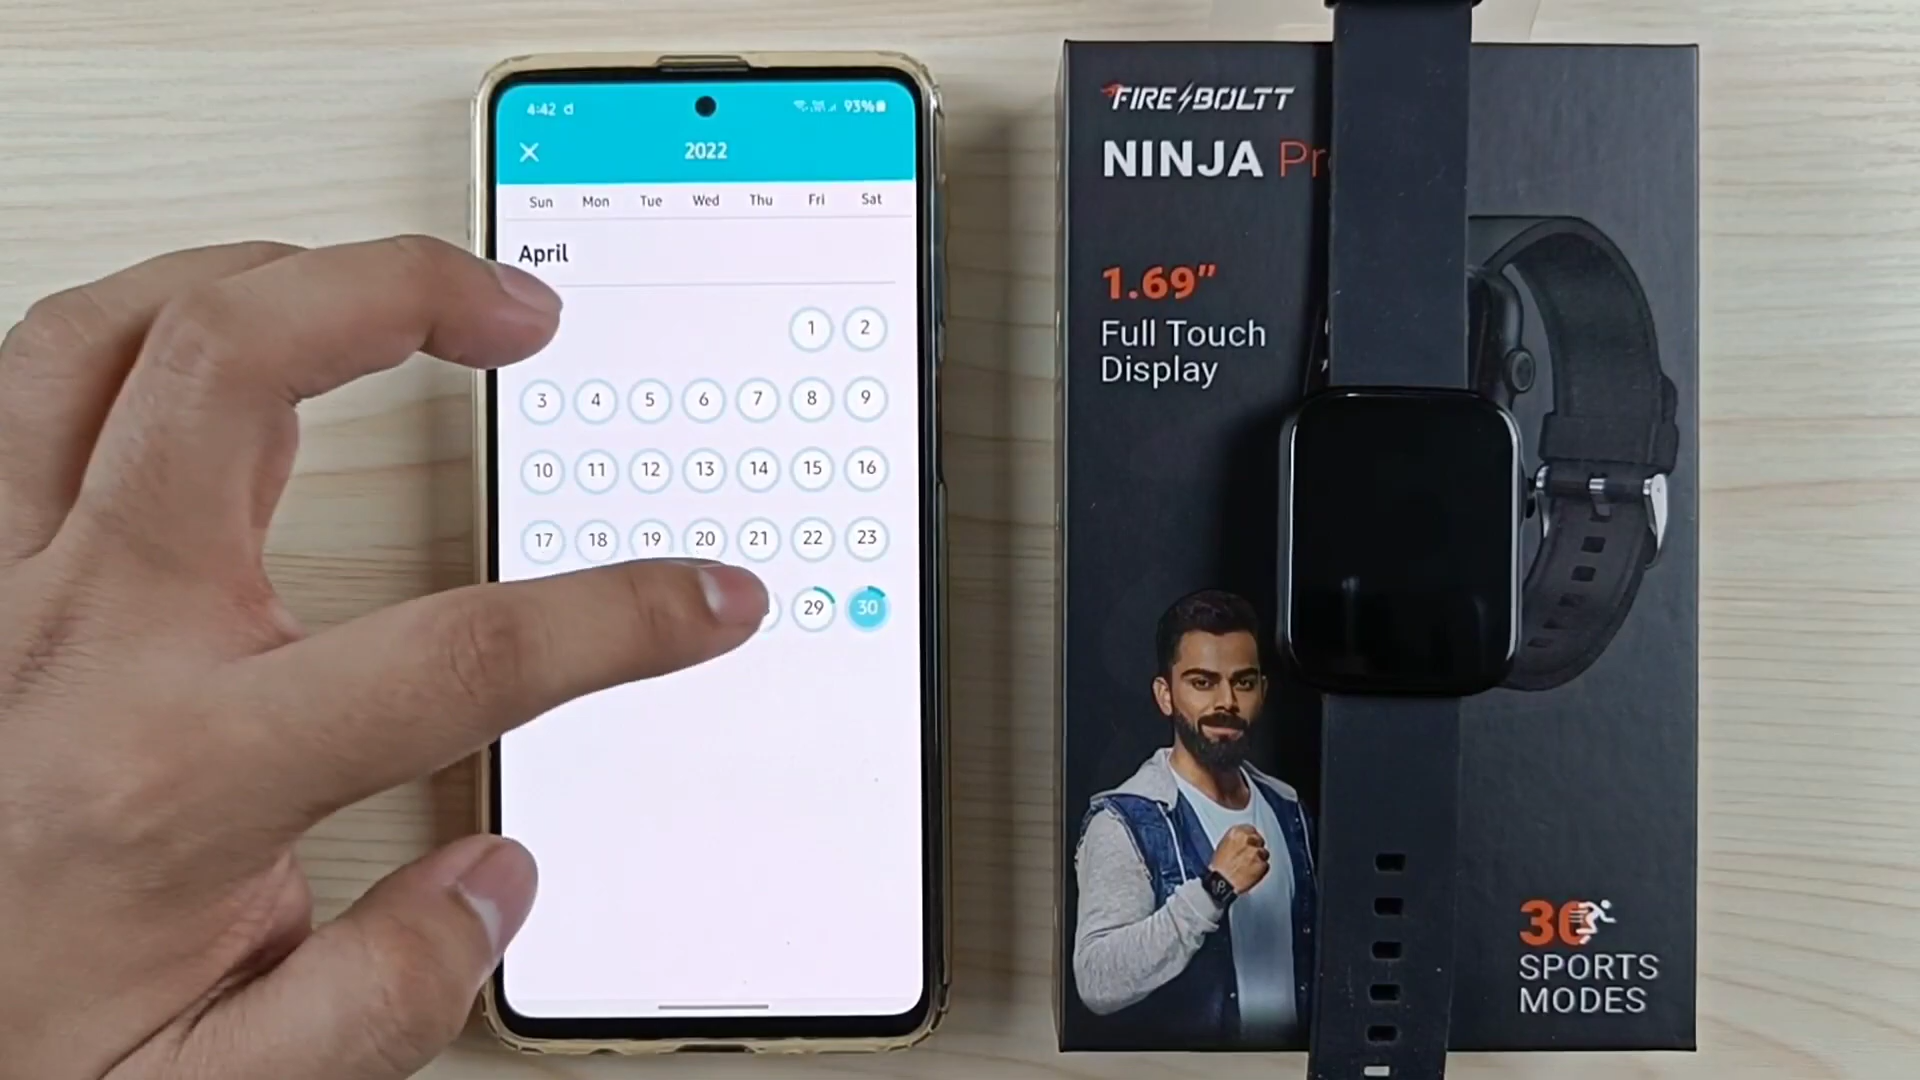 4:42 d 93%
2022
Sun Mon Tue Wed Thu Fri Sat
April
1 2
3 4 5 6 7 8 9
10 11 12 13 14 15 16
17 18 19 20 21 22 23
29 30
FIRE BOLTT
NINJA
1.69"
Full Touch
Display
30
SPORTS
MODES